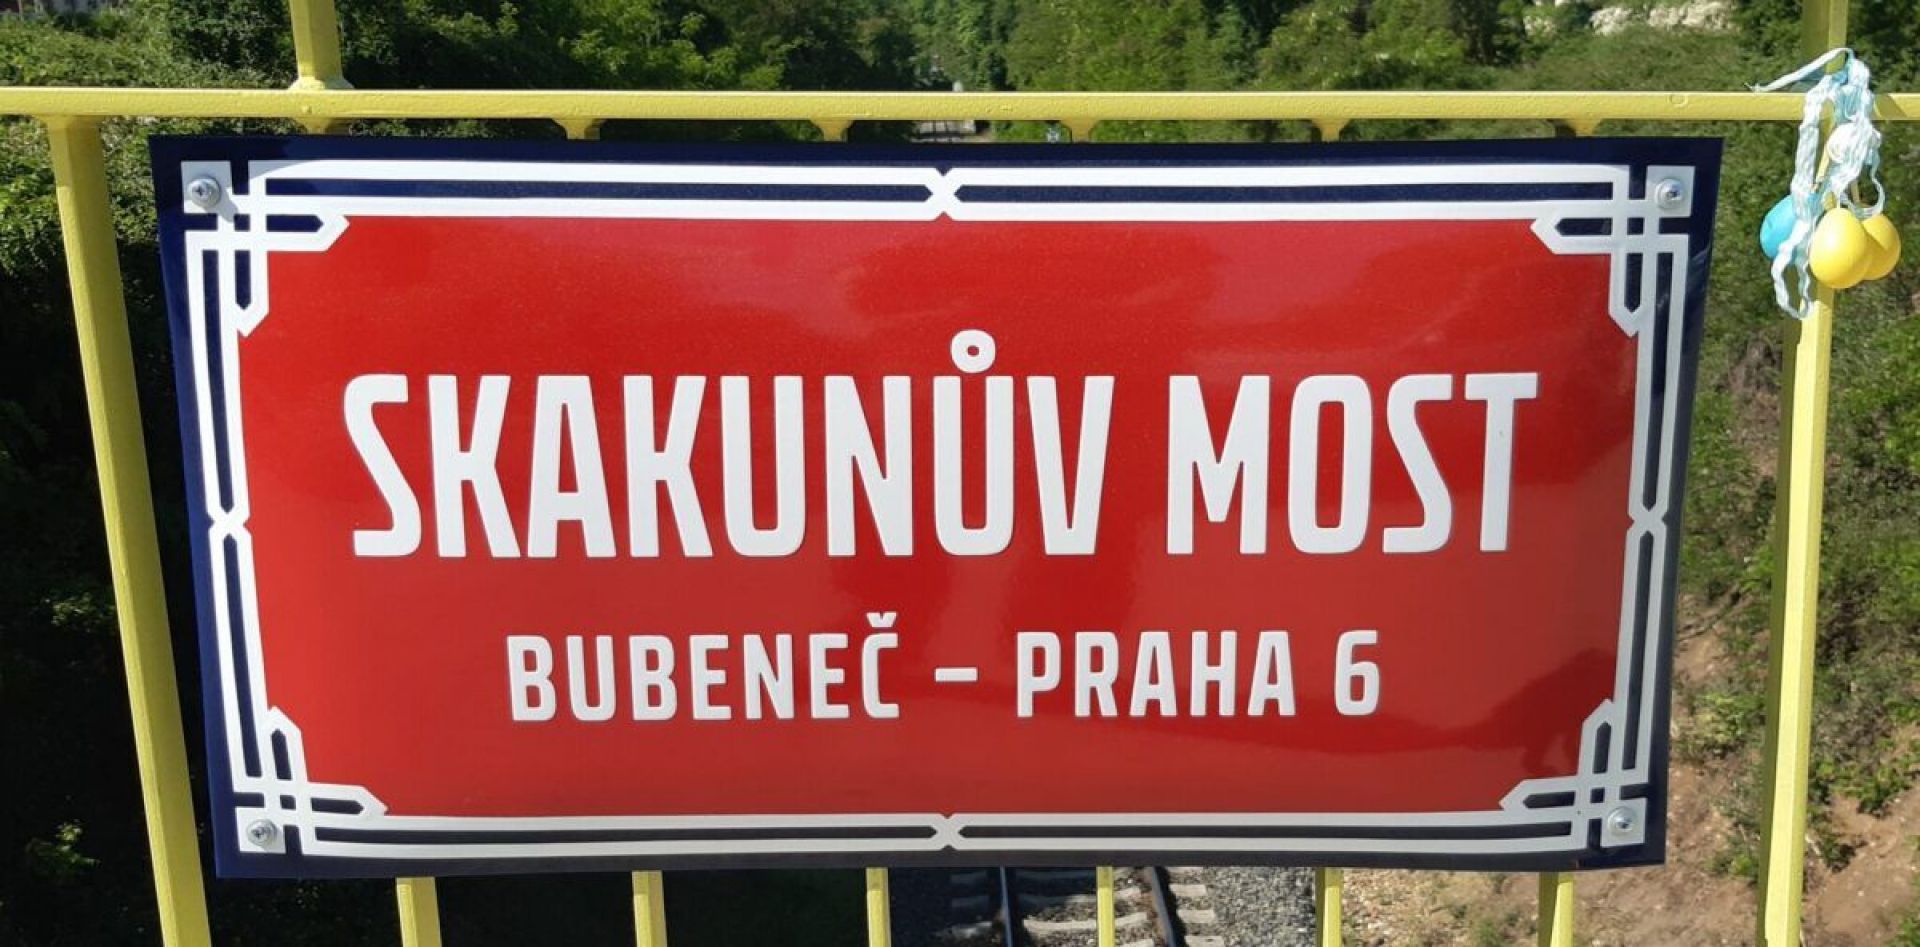 SKAKUNŮV MOST
BUBENEČ – PRAHA 6